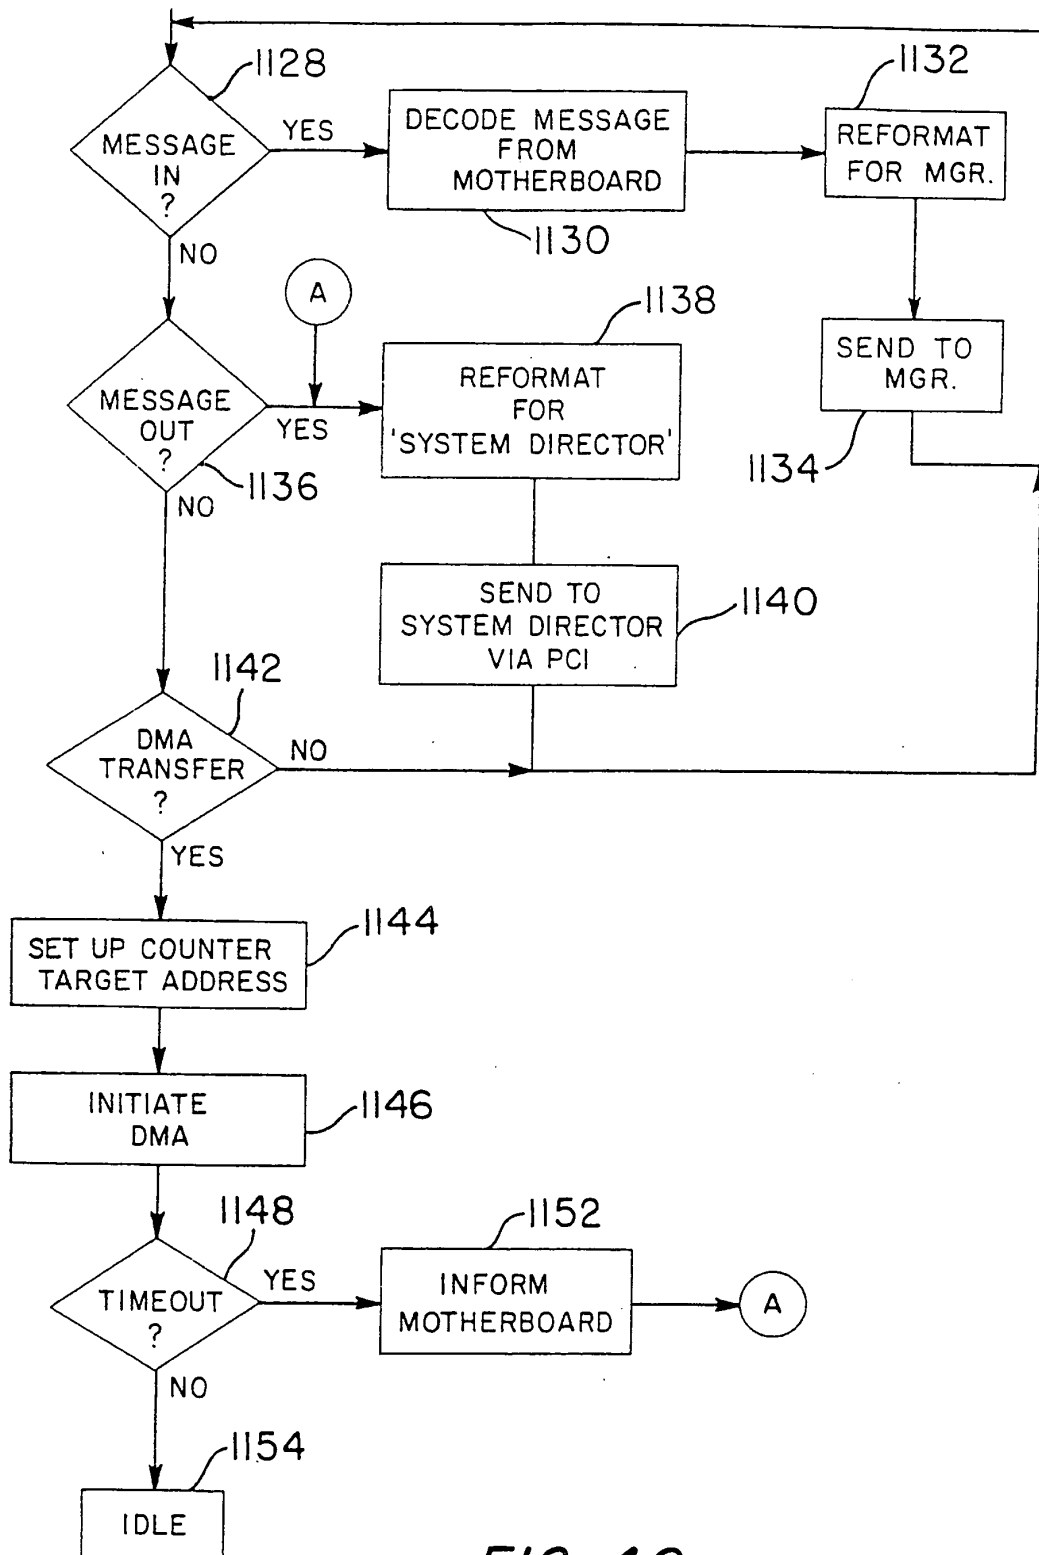 1128
1132
MESSAGE
IN
?
YES
DECODE MESSAGE
FROM
MOTHERBOARD
REFORMAT
FOR MGR.
1130
NO
A
1138
SEND TO
MGR.
MESSAGE
OUT
?
YES
REFORMAT
FOR
'SYSTEM DIRECTOR'
1134
1136
NO
SEND TO
SYSTEM DIRECTOR
VIA PCI
1140
1142
DMA
TRANSFER
?
NO
YES
1144
SET UP COUNTER
TARGET ADDRESS
INITIATE
DMA
1146
1148
1152
TIMEOUT
?
YES
INFORM
MOTHERBOARD
A
NO
1154
IDLE